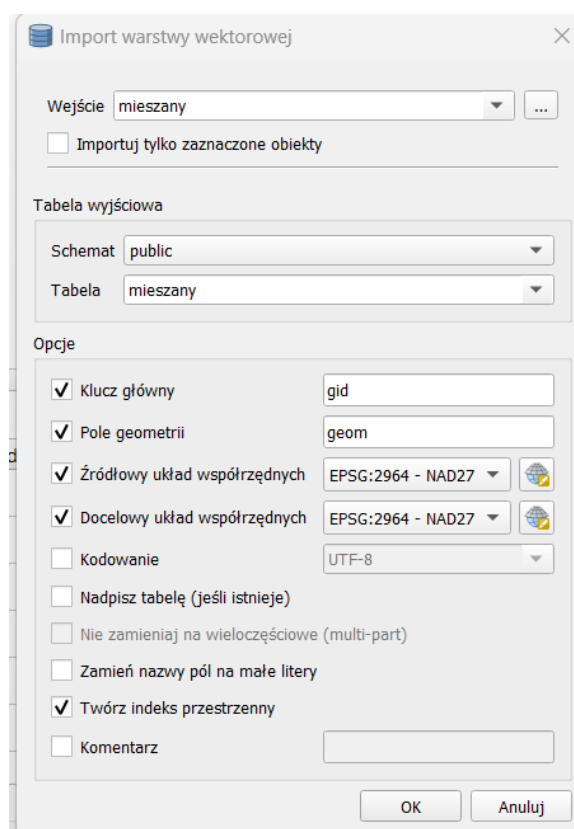 Import warstwy wektorowej
Wejście mieszany ...
Importuj tylko zaznaczone obiekty
Tabela wyjściowa
Schemat public
Tabela mieszany
Opcje
Klucz główny gid
Pole geometrii geom
Źródłowy układ współrzędnych EPSG:2964 - NAD27
Docelowy układ współrzędnych EPSG:2964 - NAD27
Kodowanie UTF-8
Nadpisz tabelę (jeśli istnieje)
Nie zamieniaj na wieloczęściowe (multi-part)
Zamień nazwy pól na małe litery
Twórz indeks przestrzenny
Komentarz
OK Anuluj